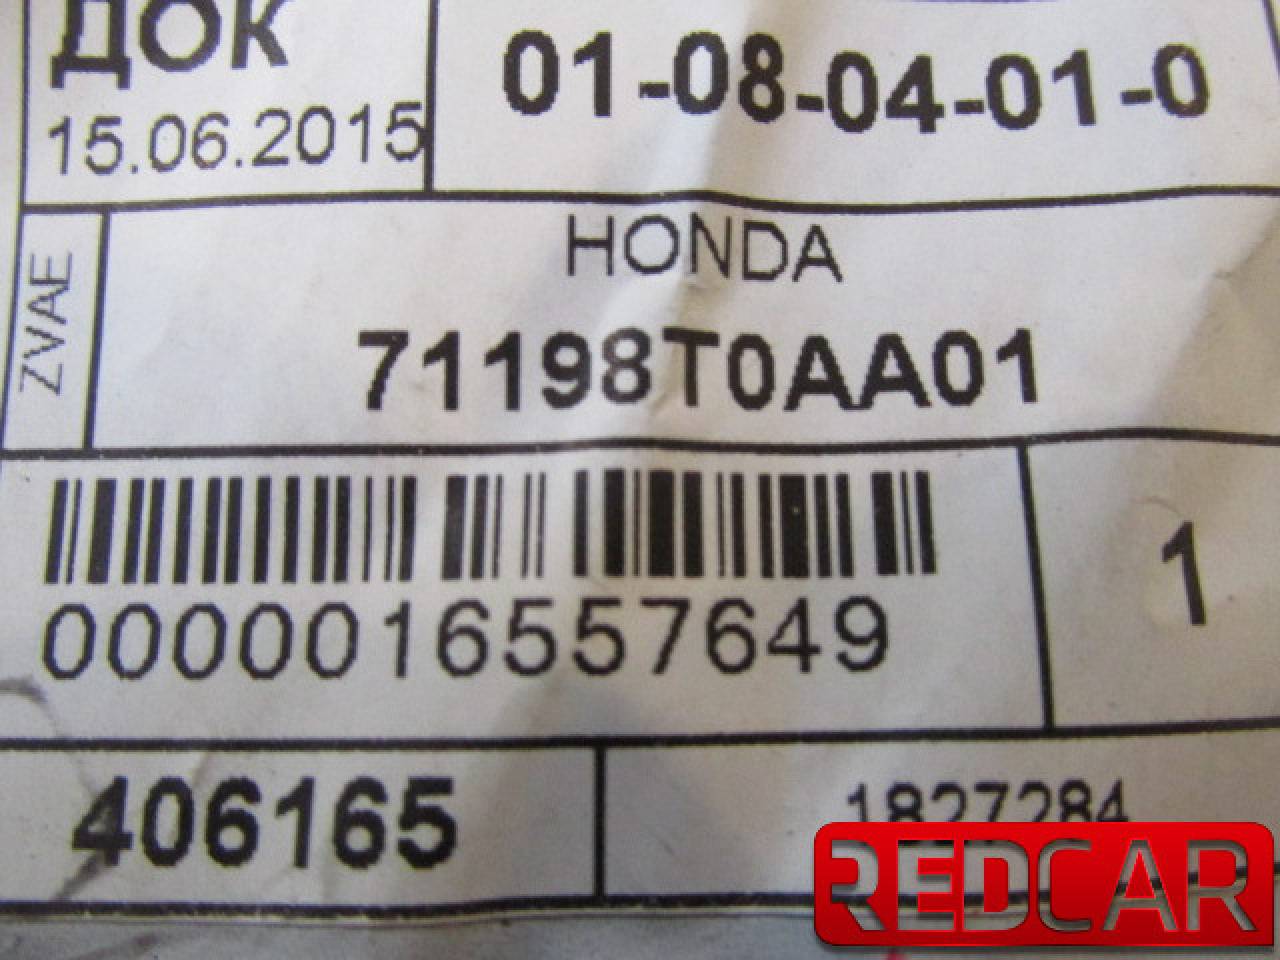 ДОК
01-08-04-01-0
15.06.2015
ZVAE
HONDA
71198T0AA01
0000016557649
1
406165
1827284
REDCAR